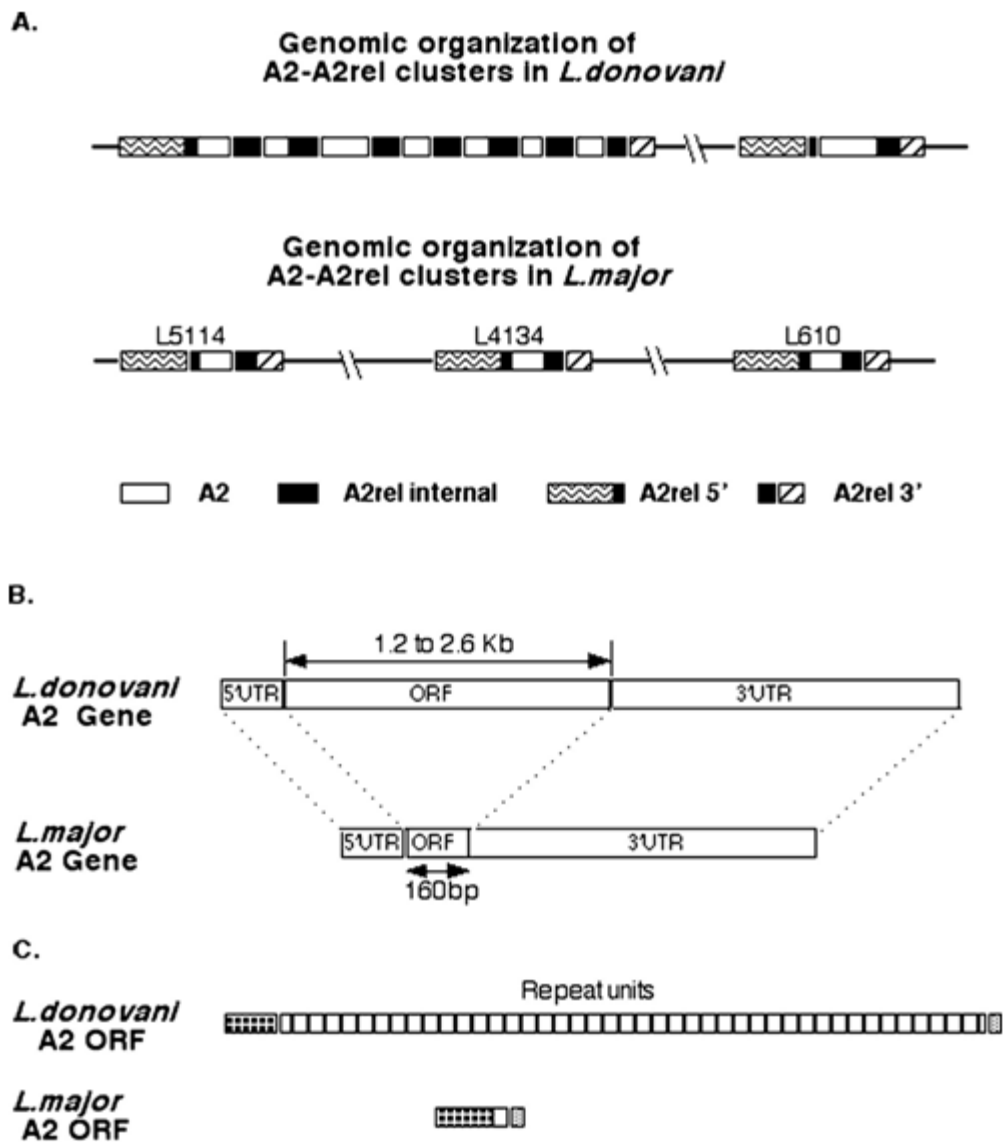 A.
Genomic organization of
A2-A2rel clusters in L.donovani
Genomic organization of
A2-A2rel clusters in L.major
L5114 L4134 L610
A2 A2rel internal A2rel 5' A2rel 3'
B.
1.2 to 2.6 Kb
L.donovani
A2 Gene
5'UTR ORF 3'UTR
L.major
A2 Gene
5'UTR ORF 3'UTR
160bp
C.
Repeat units
L.donovani
A2 ORF
L.major
A2 ORF